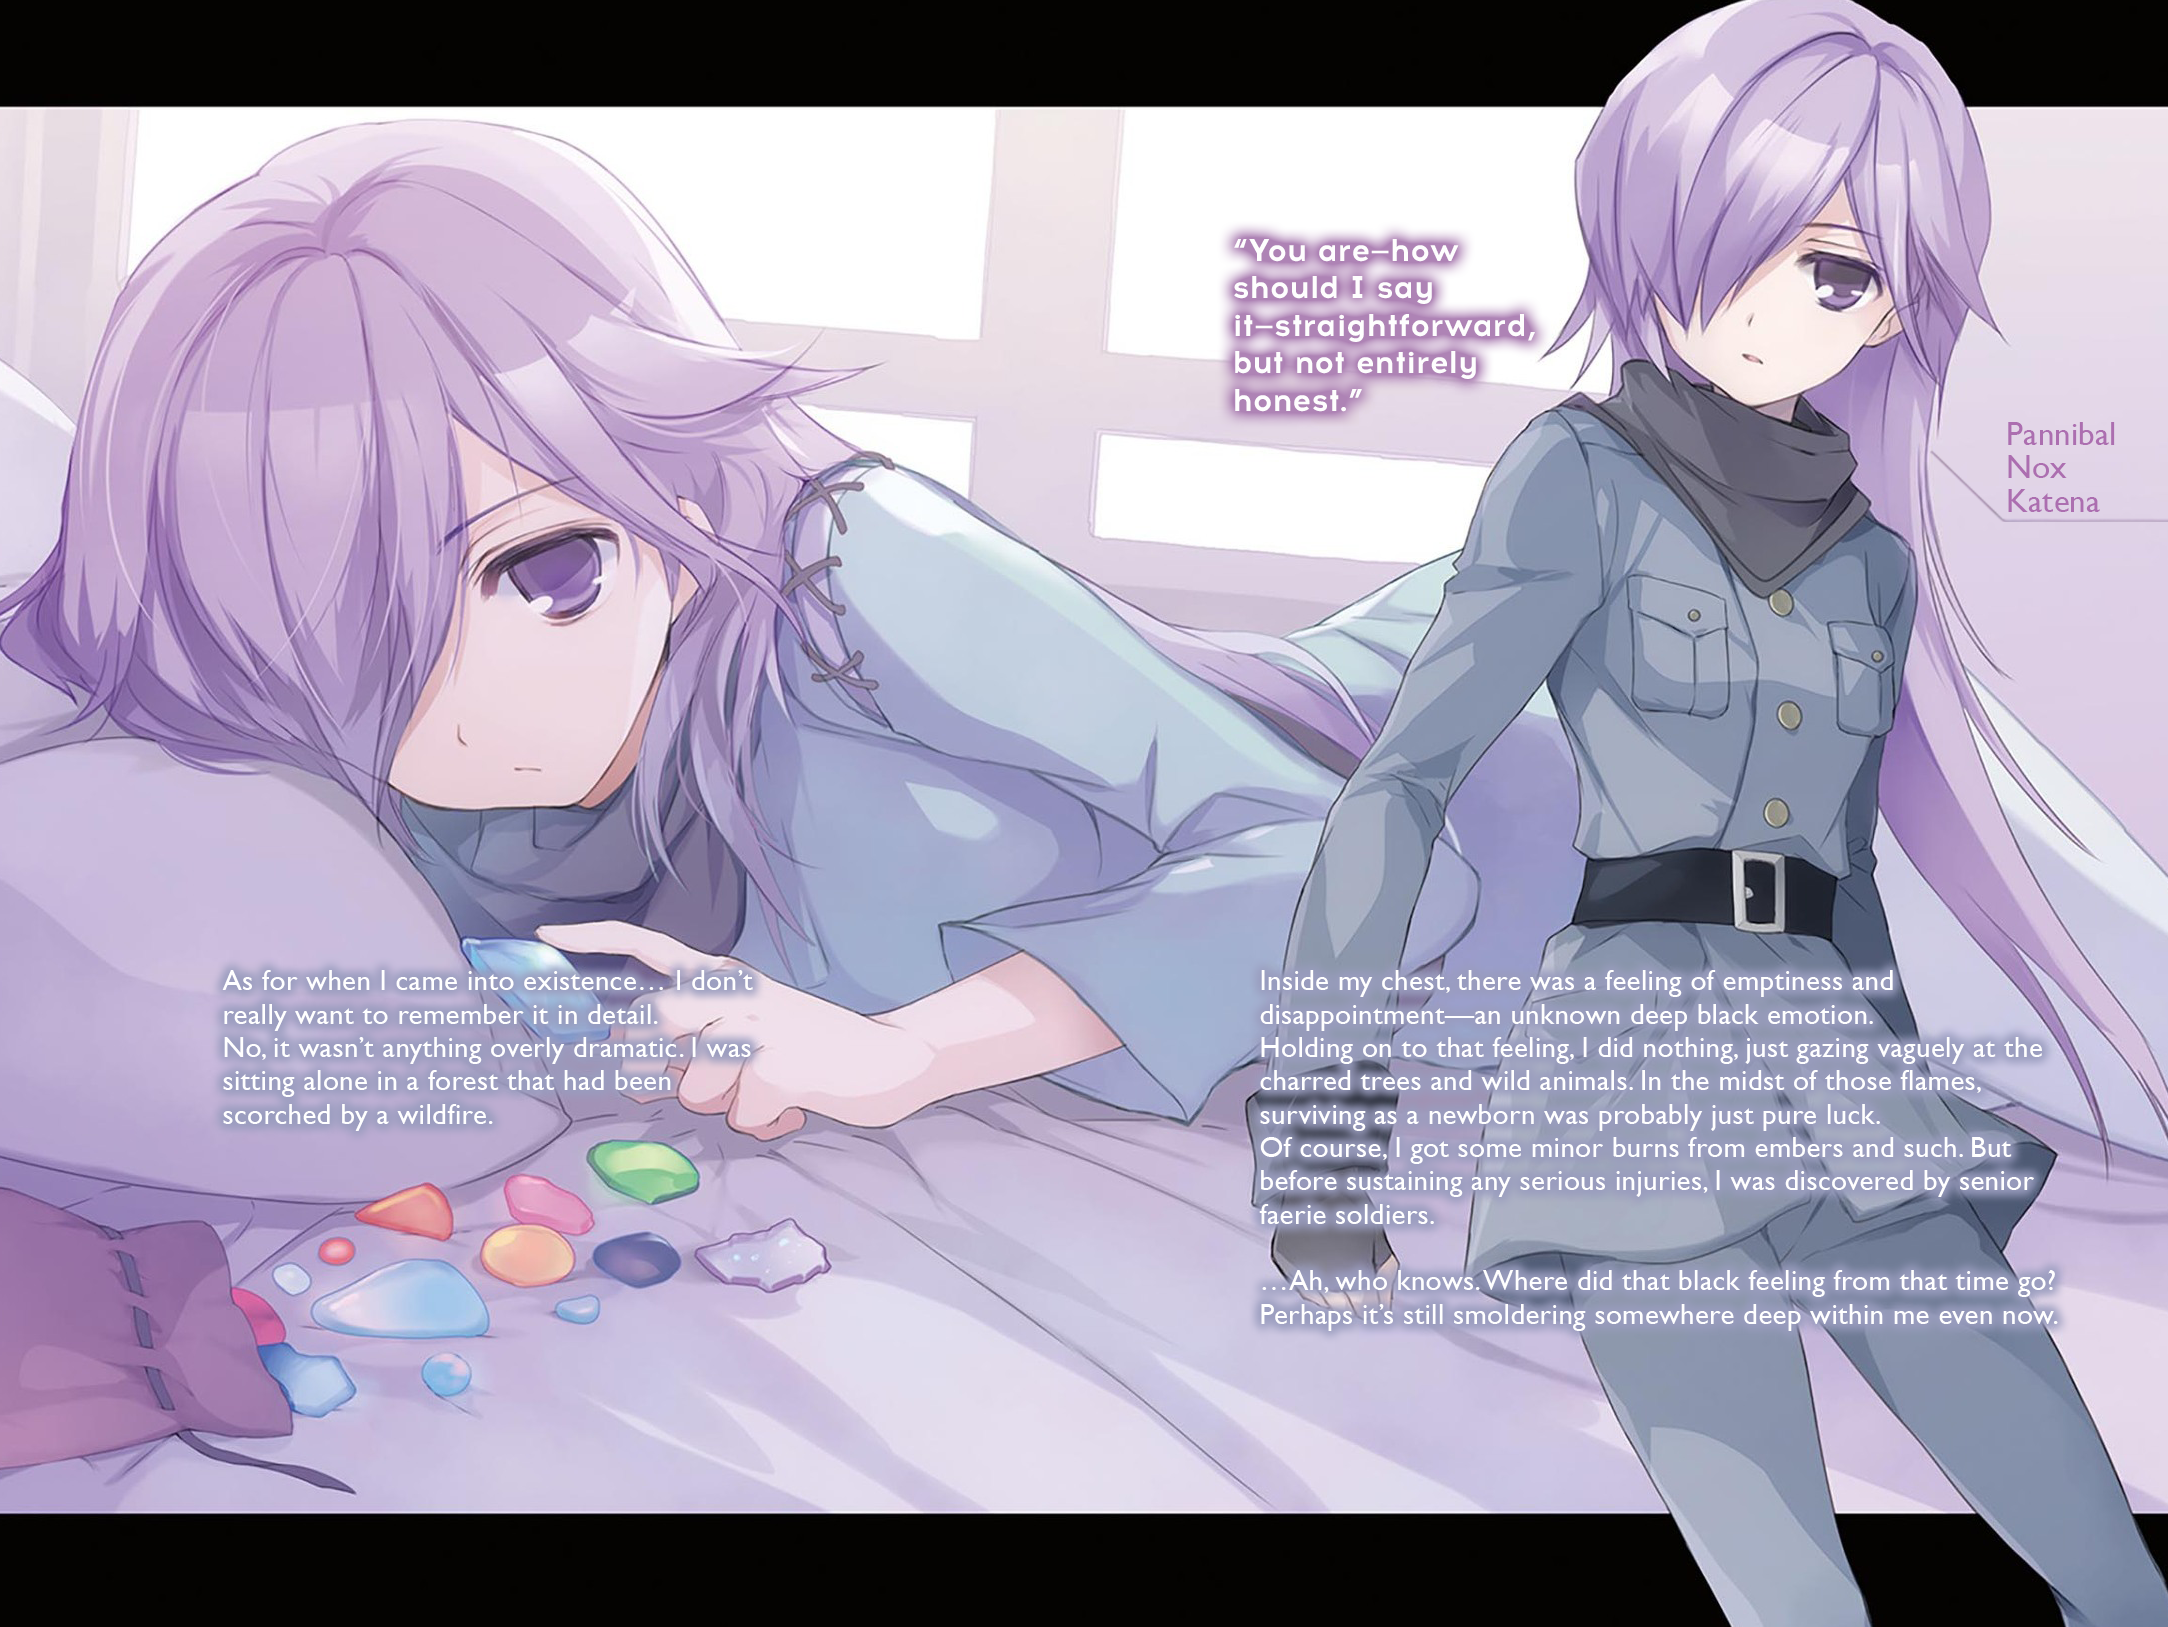 “You are—how
should I say
it—straightforward,
but not entirely
honest.”
Pannibal
Nox
Katena
As for when I came into existence… I don’t
really want to remember it in detail.
No, it wasn’t anything overly dramatic. I was
sitting alone in a forest that had been
scorched by a wildfire.
Inside my chest, there was a feeling of emptiness and
disappointment—an unknown deep black emotion.
Holding on to that feeling, I did nothing, just gazing vaguely at the
charred trees and wild animals. In the midst of those flames,
surviving as a newborn was probably just pure luck.
Of course, I got some minor burns from embers and such. But
before sustaining any serious injuries, I was discovered by senior
faerie soldiers.
…Ah, who knows. Where did that black feeling from that time go?
Perhaps it’s still smoldering somewhere deep within me even now.